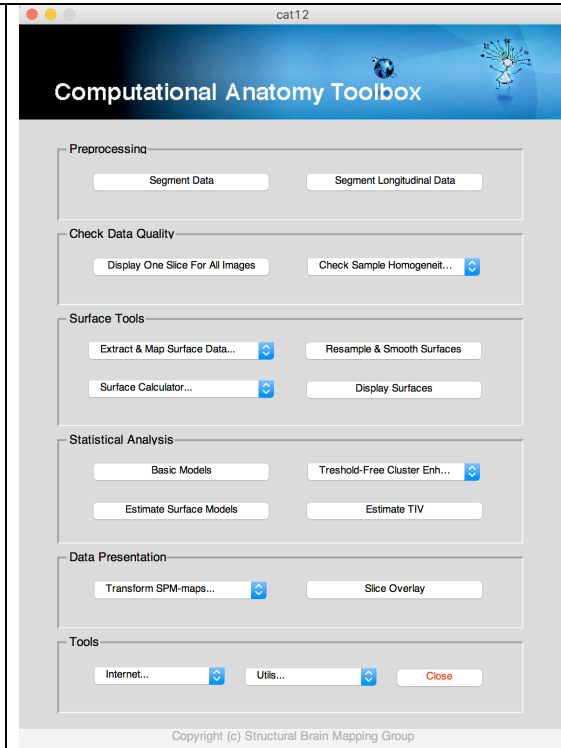 cat12
Computational Anatomy Toolbox
Preprocessing
Segment Data
Segment Longitudinal Data
Check Data Quality
Display One Slice For All Images
Check Sample Homogeneit...
Surface Tools
Extract & Map Surface Data...
Resample & Smooth Surfaces
Surface Calculator...
Display Surfaces
Statistical Analysis
Basic Models
Treshold-Free Cluster Enh...
Estimate Surface Models
Estimate TIV
Data Presentation
Transform SPM-maps...
Slice Overlay
Tools
Internet...
Utils...
Close
Copyright (c) Structural Brain Mapping Group